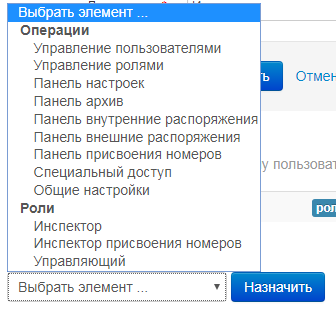 Выбрать элемент ...
Операции
Управление пользователями
Управление ролями
Панель настроек
Панель архив
Панель внутренние распоряжения
Панель внешние распоряжения
Панель присвоения номеров
Специальный доступ
Общие настройки
Роли
Инспектор
Инспектор присвоения номеров
Управляющий
Отмен
у пользоват
рол
Выбрать элемент ...
Назначить